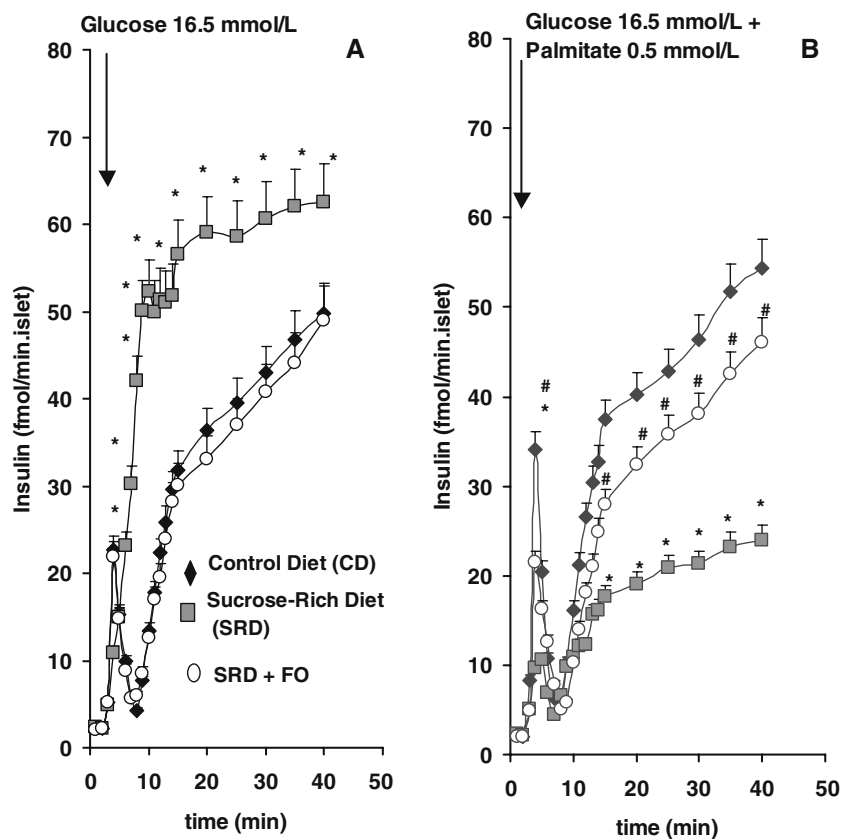 Glucose 16.5 mmol/L
A
80
70
60
50
40
30
20
10
0
Insulin (fmol/min.islet)
* * * * * * * * * * * * *
Control Diet (CD)
Sucrose-Rich Diet
(SRD)
SRD + FO
0 10 20 30 40 50
time (min)
Glucose 16.5 mmol/L +
Palmitate 0.5 mmol/L
B
80
70
60
50
40
30
20
10
0
Insulin (fmol/min.islet)
#
*
# # # # # #
* * * * * *
0 10 20 30 40 50
time (min)